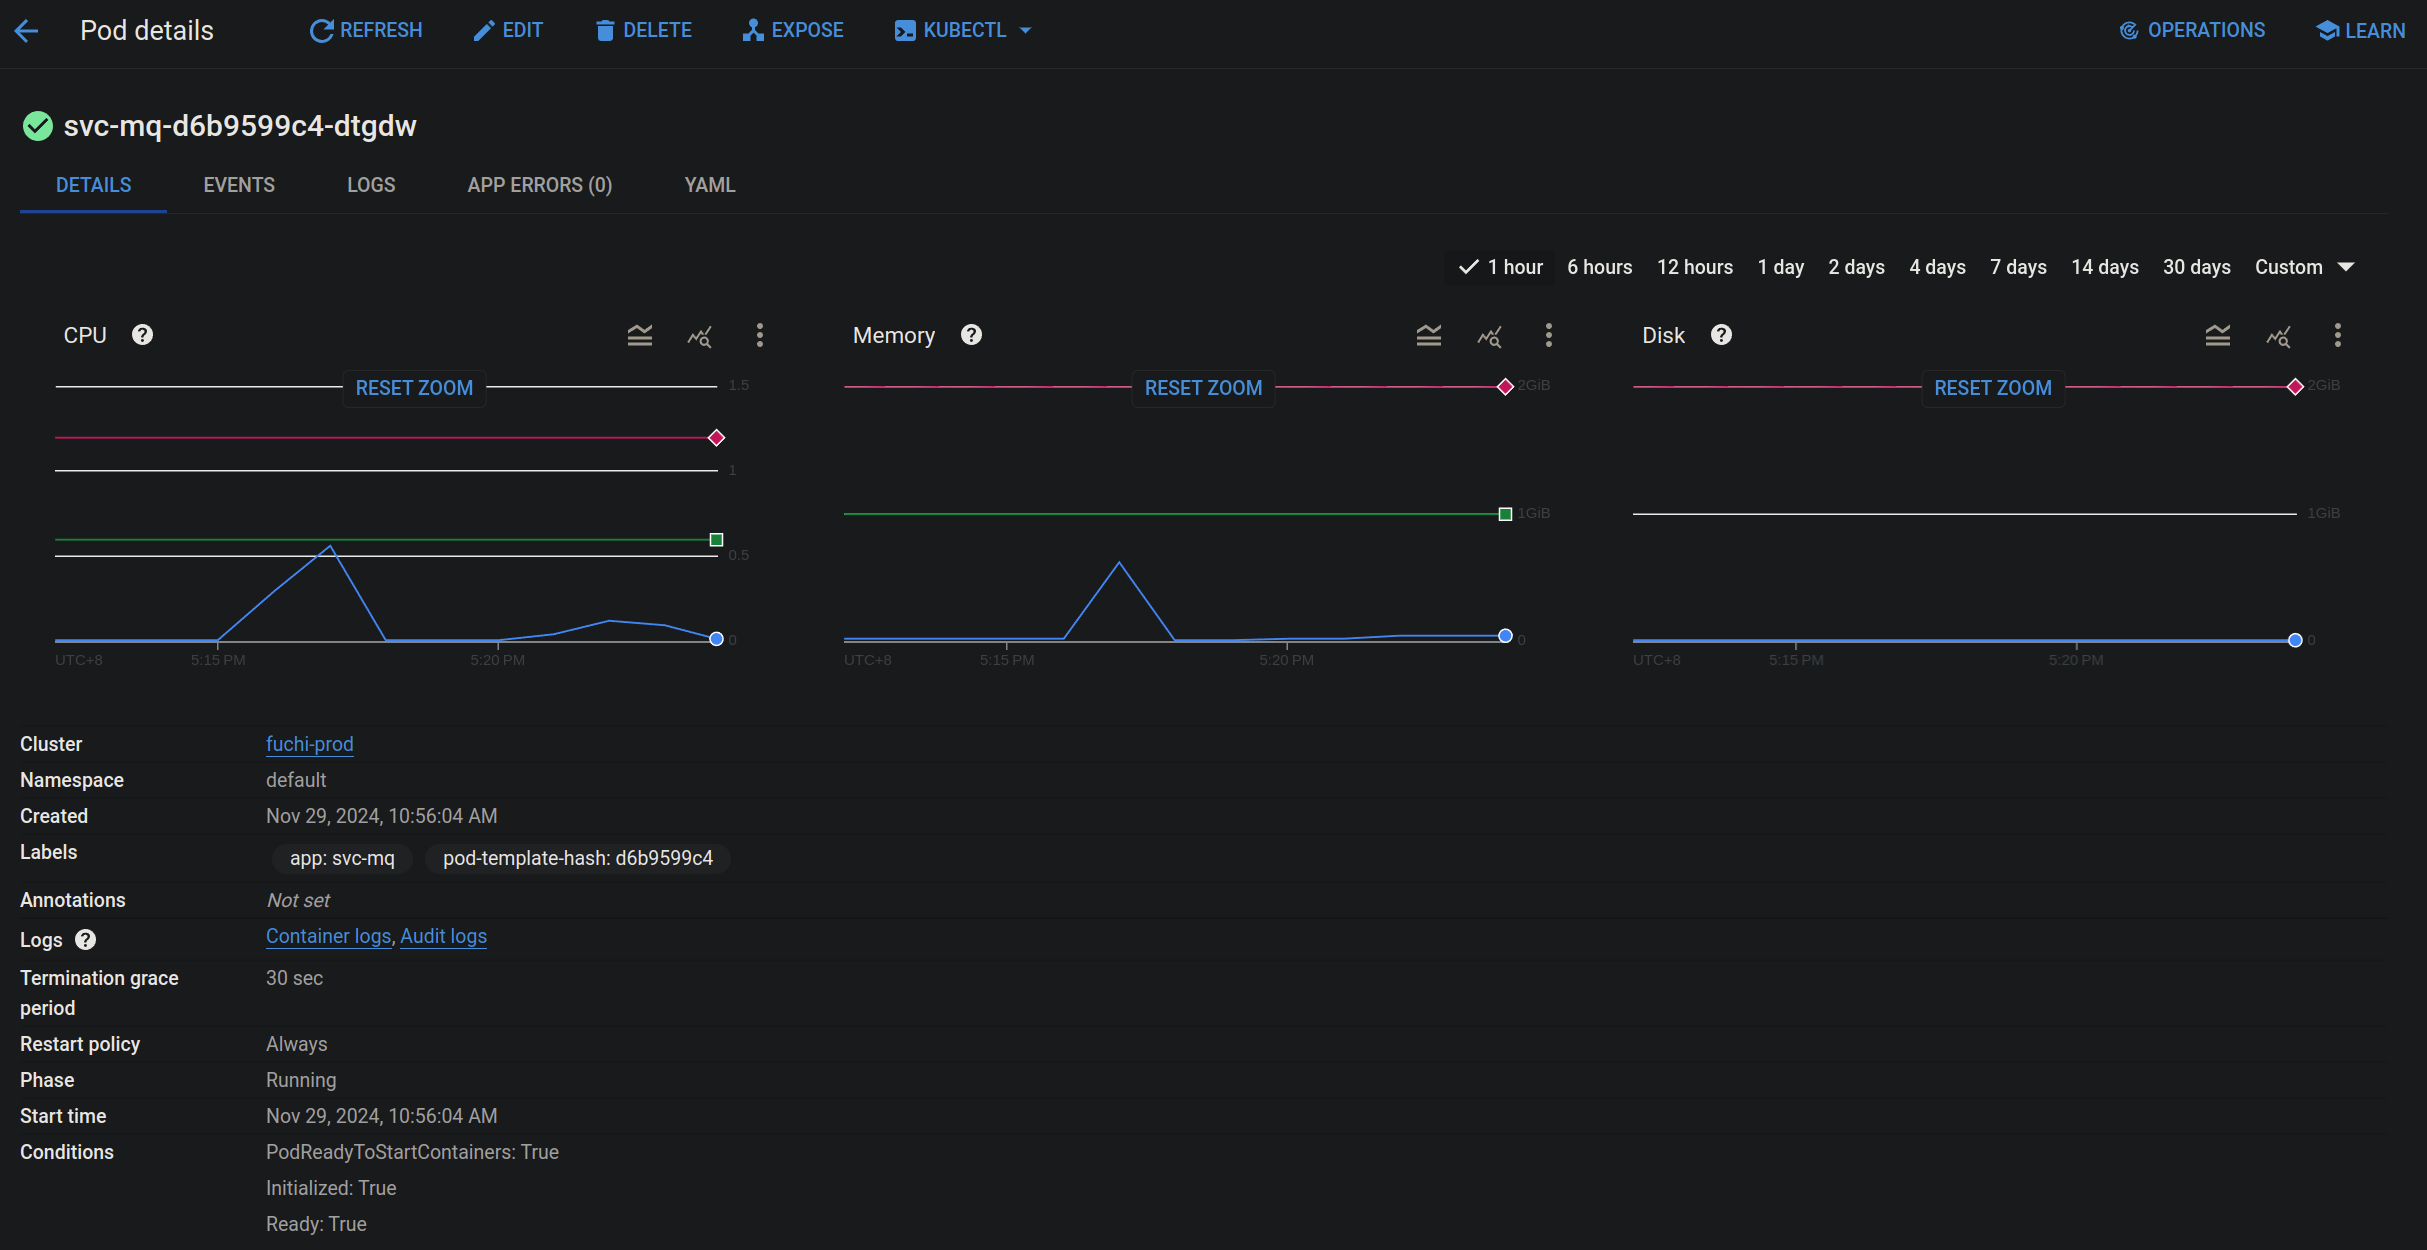 Pod details REFRESH EDIT DELETE EXPOSE KUBECTL OPERATIONS LEARN
svc-mq-d6b9599c4-dtgdw
DETAILS EVENTS LOGS APP ERRORS (0) YAML
1 hour 6 hours 12 hours 1 day 2 days 4 days 7 days 14 days 30 days Custom
CPU ?
RESET ZOOM
1.5
1
0.5
0
UTC+8 5:15 PM 5:20 PM
Memory ?
RESET ZOOM
2GiB
1GiB
0
UTC+8 5:15 PM 5:20 PM
Disk ?
RESET ZOOM
2GiB
1GiB
0
UTC+8 5:15 PM 5:20 PM
Cluster fuchi-prod
Namespace default
Created Nov 29, 2024, 10:56:04 AM
Labels app: svc-mq pod-template-hash: d6b9599c4
Annotations Not set
Logs ? Container logs, Audit logs
Termination grace 30 sec
period
Restart policy Always
Phase Running
Start time Nov 29, 2024, 10:56:04 AM
Conditions PodReadyToStartContainers: True
Initialized: True
Ready: True